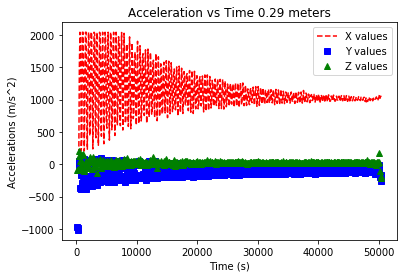 Acceleration vs Time 0.29 meters
2000
1500
1000
500
0
−500
−1000
Accelerations (m/s^2)
X values
Y values
Z values
0
10000
20000
30000
40000
50000
Time (s)